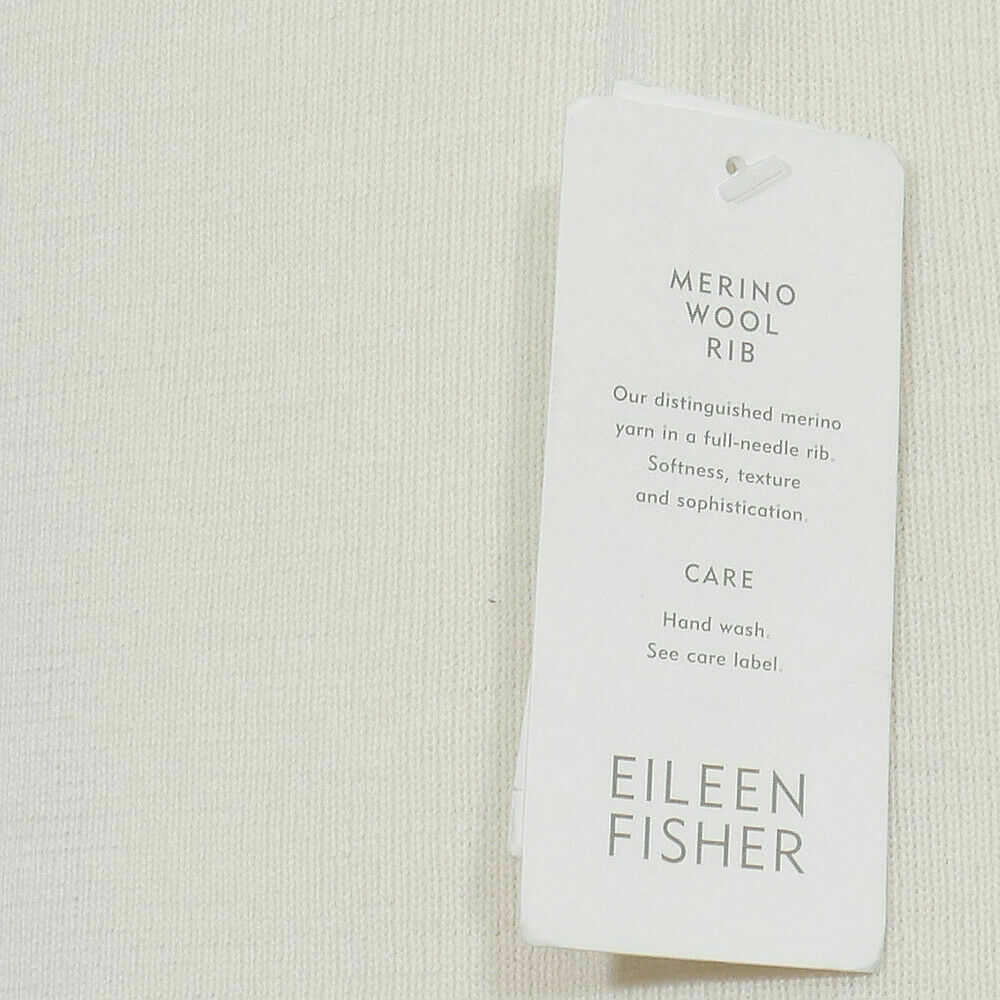 MERINO
WOOL
RIB
Our distinguished merino
yarn in a full-needle rib.
Softness, texture
and sophistication.
CARE
Hand wash.
See care label.
EILEEN
FISHER